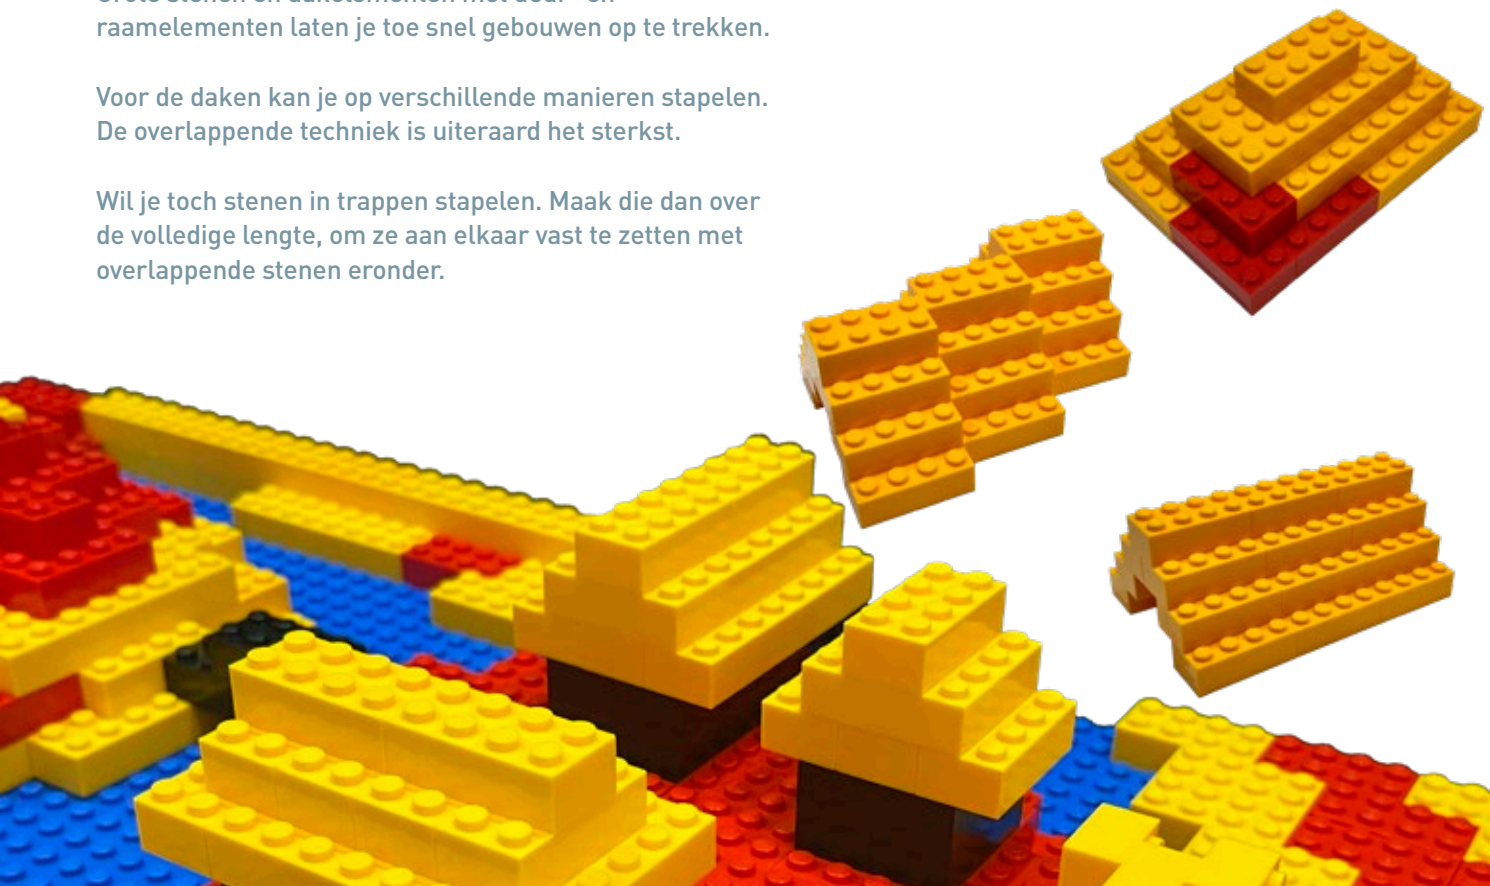 raamelementen laten je toe snel gebouwen op te trekken.
Voor de daken kan je op verschillende manieren stapelen.
De overlappende techniek is uiteraard het sterkst.
Wil je toch stenen in trappen stapelen. Maak die dan over
de volledige lengte, om ze aan elkaar vast te zetten met
overlappende stenen eronder.